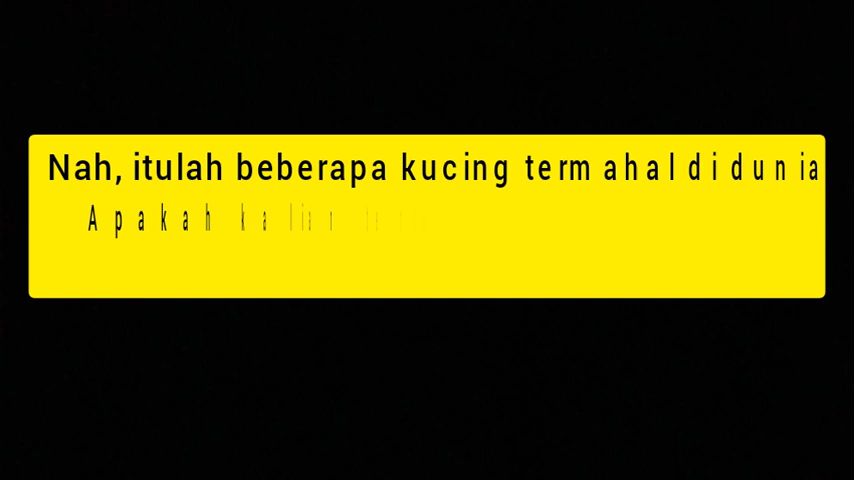 Nah, itulah beberapa kucing termahal di dunia
Apakah kalian